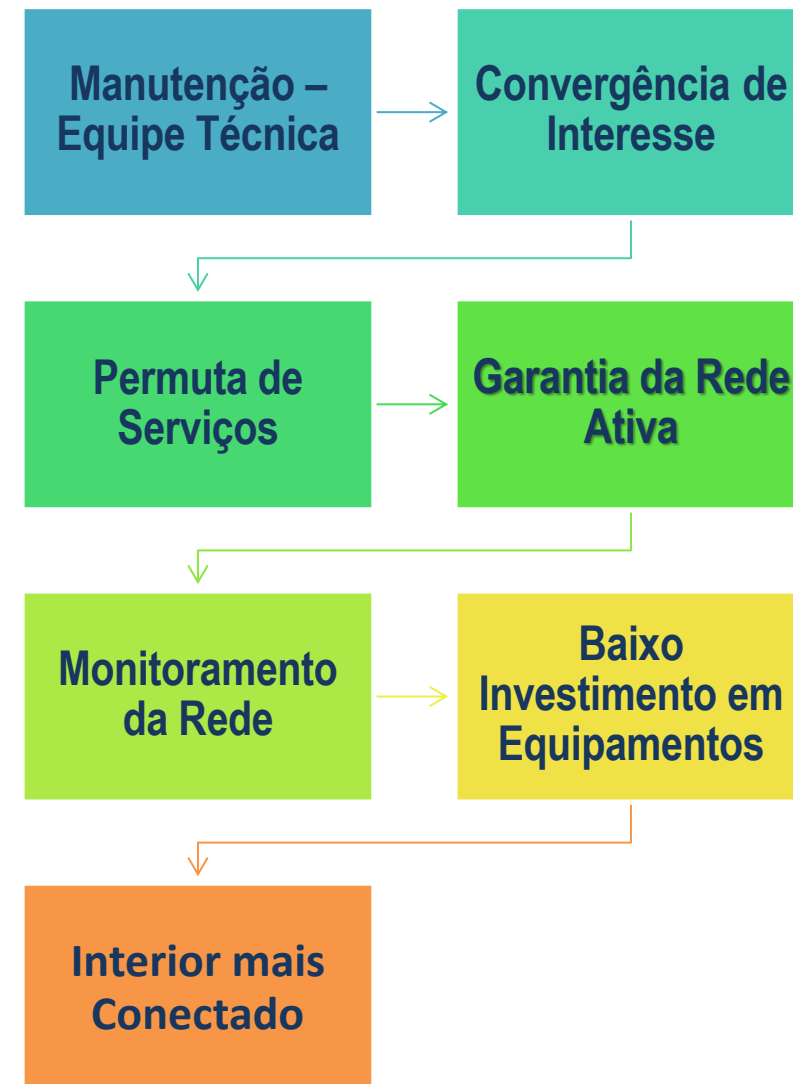 Manutenção –
Equipe Técnica
Convergência de
Interesse
Permuta de
Serviços
Garantia da Rede
Ativa
Monitoramento
da Rede
Baixo
Investimento em
Equipamentos
Interior mais
Conectado